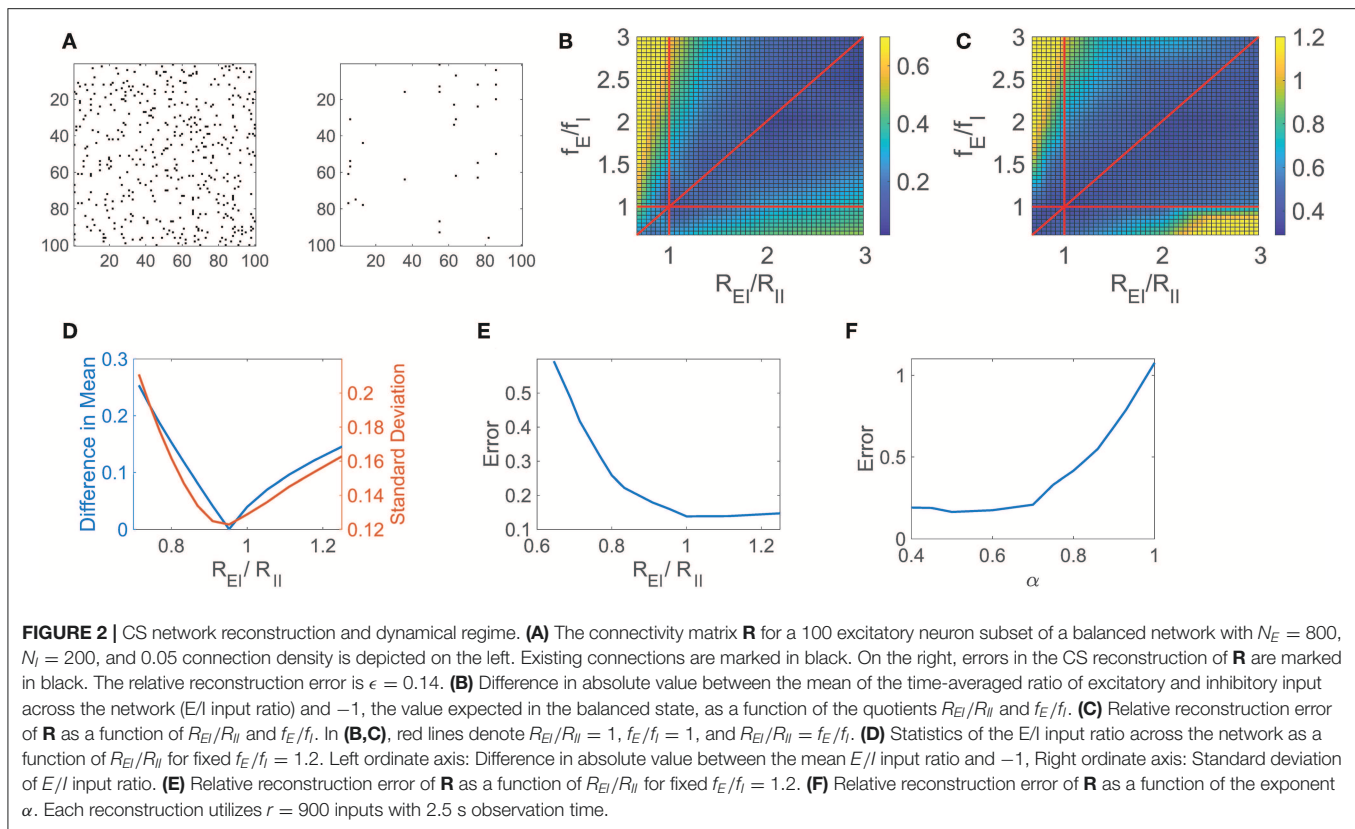 A
20
40
60
80
100
20 40 60 80 100
20
40
60
80
100
20 40 60 80 100
B
f_E/f_I
3
2.5
2
1.5
1
1 2 3
R_EI/R_II
0.6
0.4
0.2
C
f_E/f_I
3
2.5
2
1.5
1
1 2 3
R_EI/R_II
1.2
1
0.8
0.6
0.4
D
Difference in Mean
0.3
0.2
0.1
0
0.8 1 1.2
R_EI/ R_II
0.2
0.18
0.16
0.14
0.12
Standard Deviation
E
Error
0.5
0.4
0.3
0.2
0.1
0.6 0.8 1 1.2
R_EI/ R_II
F
Error
1
0.5
0
0.4 0.6 0.8 1
α
FIGURE 2 | CS network reconstruction and dynamical regime. (A) The connectivity matrix R for a 100 excitatory neuron subset of a balanced network with N_E = 800,
N_I = 200, and 0.05 connection density is depicted on the left. Existing connections are marked in black. On the right, errors in the CS reconstruction of R are marked
in black. The relative reconstruction error is ϵ = 0.14. (B) Difference in absolute value between the mean of the time-averaged ratio of excitatory and inhibitory input
across the network (E/I input ratio) and −1, the value expected in the balanced state, as a function of the quotients R_EI/R_II and f_E/f_I. (C) Relative reconstruction error
of R as a function of R_EI/R_II and f_E/f_I. In (B,C), red lines denote R_EI/R_II = 1, f_E/f_I = 1, and R_EI/R_II = f_E/f_I. (D) Statistics of the E/I input ratio across the network as a
function of R_EI/R_II for fixed f_E/f_I = 1.2. Left ordinate axis: Difference in absolute value between the mean E/I input ratio and −1, Right ordinate axis: Standard deviation
of E/I input ratio. (E) Relative reconstruction error of R as a function of R_EI/R_II for fixed f_E/f_I = 1.2. (F) Relative reconstruction error of R as a function of the exponent
α. Each reconstruction utilizes r = 900 inputs with 2.5 s observation time.